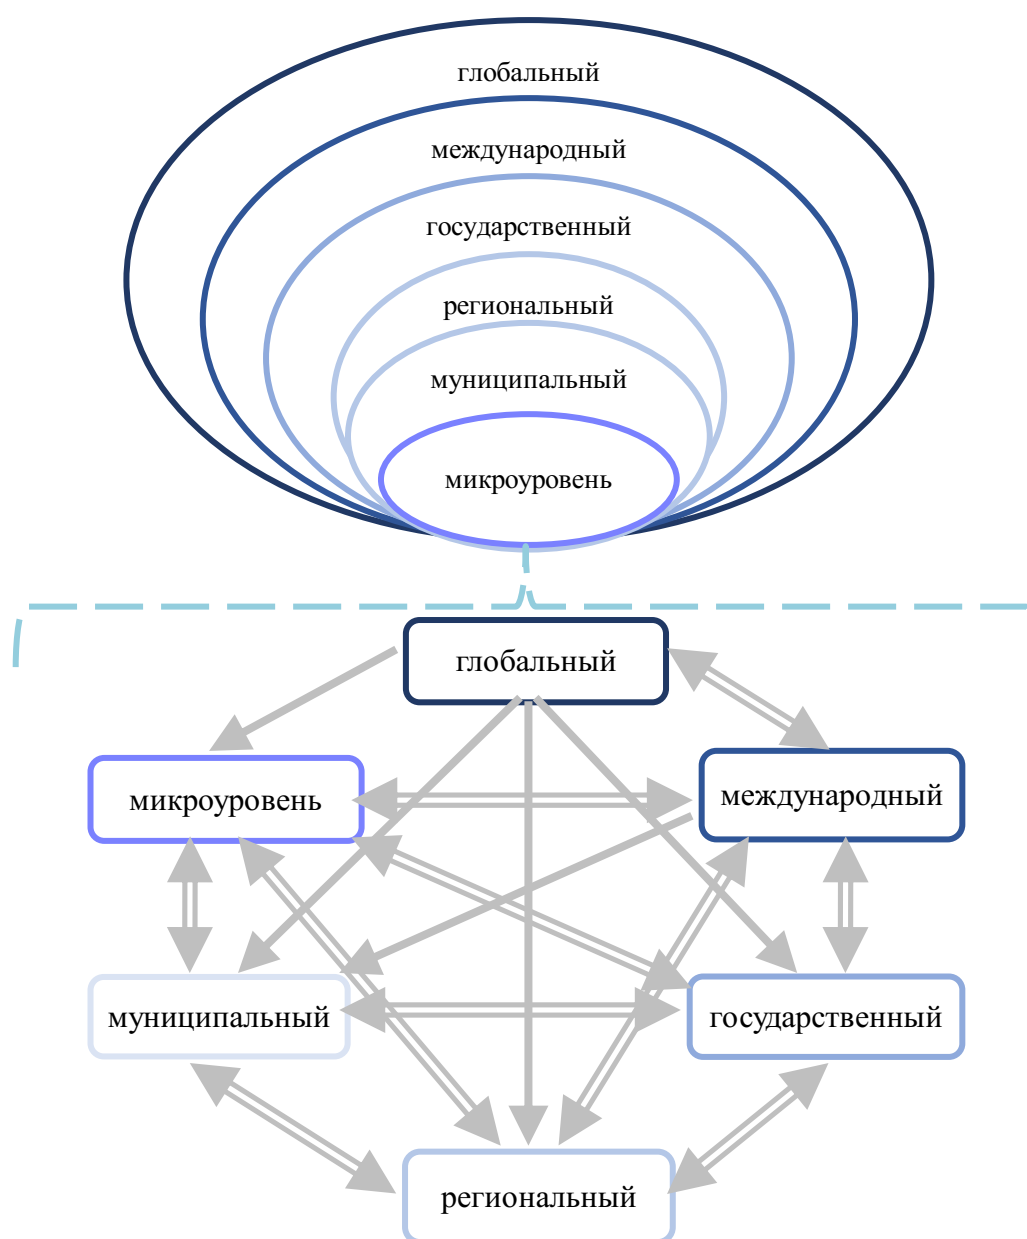 глобальный
международный
государственный
региональный
муниципальный
микроуровень
глобальный
микроуровень
международный
муниципальный
государственный
региональный